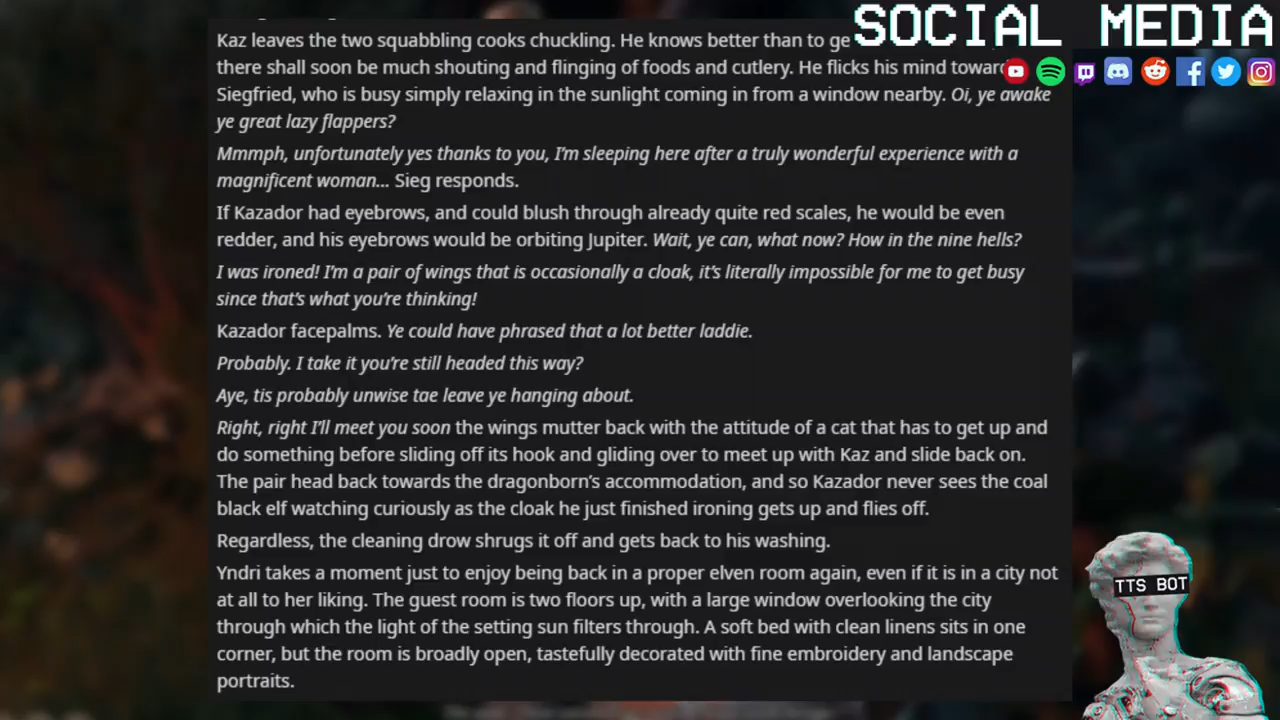 SOCIAL MEDIA
Kaz leaves the two squabbling cooks chuckling. He knows better than to ge
there shall soon be much shouting and flinging of foods and cutlery. He flicks his mind toward
Siegfried, who is busy simply relaxing in the sunlight coming in from a window nearby. Oi, ye awake
ye great lazy flappers?
Mmmph, unfortunately yes thanks to you, I'm sleeping here after a truly wonderful experience with a
magnificent woman... Sieg responds.
If Kazador had eyebrows, and could blush through already quite red scales, he would be even
redder, and his eyebrows would be orbiting Jupiter. Wait, ye can, what now? How in the nine hells?
I was ironed! I'm a pair of wings that is occasionally a cloak, it's literally impossible for me to get busy
since that's what you're thinking!
Kazador facepalms. Ye could have phrased that a lot better laddie.
Probably. I take it you're still headed this way?
Aye, tis probably unwise tae leave ye hanging about.
Right, right I'll meet you soon the wings mutter back with the attitude of a cat that has to get up and
do something before sliding off its hook and gliding over to meet up with Kaz and slide back on.
The pair head back towards the dragonborn's accommodation, and so Kazador never sees the coal
black elf watching curiously as the cloak he just finished ironing gets up and flies off.
Regardless, the cleaning drow shrugs it off and gets back to his washing.
Yndri takes a moment just to enjoy being back in a proper elven room again, even if it is in a city not
at all to her liking. The guest room is two floors up, with a large window overlooking the city
through which the light of the setting sun filters through. A soft bed with clean linens sits in one
corner, but the room is broadly open, tastefully decorated with fine embroidery and landscape
portraits.
TTS BOT